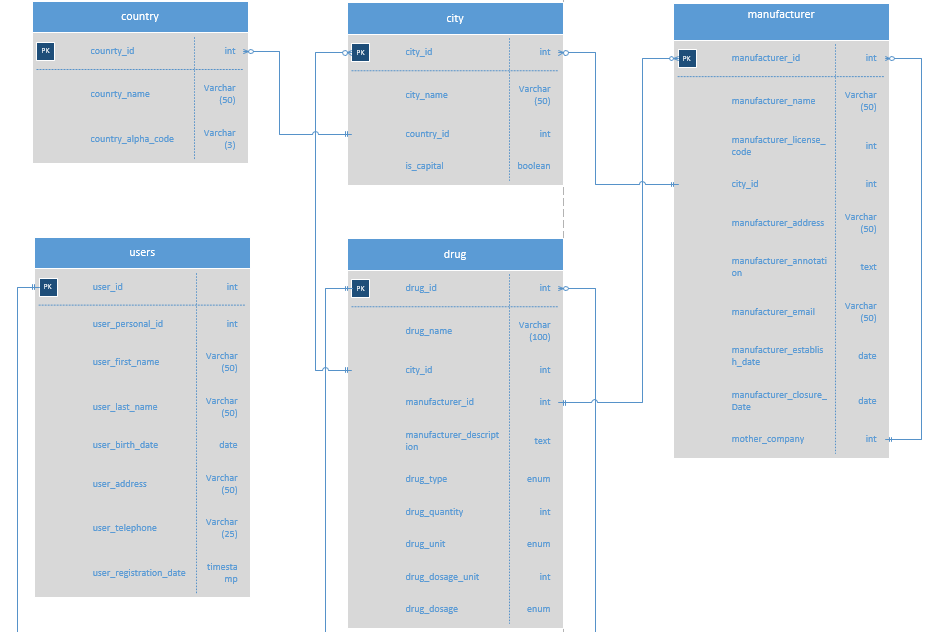 country
PK counrty_id int
counrty_name Varchar
(50)
country_alpha_code Varchar
(3)
city
PK city_id int
city_name Varchar
(50)
country_id int
is_capital boolean
manufacturer
PK manufacturer_id int
manufacturer_name Varchar
(50)
manufacturer_license_
code int
city_id int
manufacturer_address Varchar
(50)
manufacturer_annotati
on text
manufacturer_email Varchar
(50)
manufacturer_establis
h_date date
manufacturer_closure_
Date date
mother_company int
users
PK user_id int
user_personal_id int
user_first_name Varchar
(50)
user_last_name Varchar
(50)
user_birth_date date
user_address Varchar
(50)
user_telephone Varchar
(25)
user_registration_date timesta
mp
drug
PK drug_id int
drug_name Varchar
(100)
city_id int
manufacturer_id int
manufacturer_descript
ion text
drug_type enum
drug_quantity int
drug_unit enum
drug_dosage_unit int
drug_dosage enum